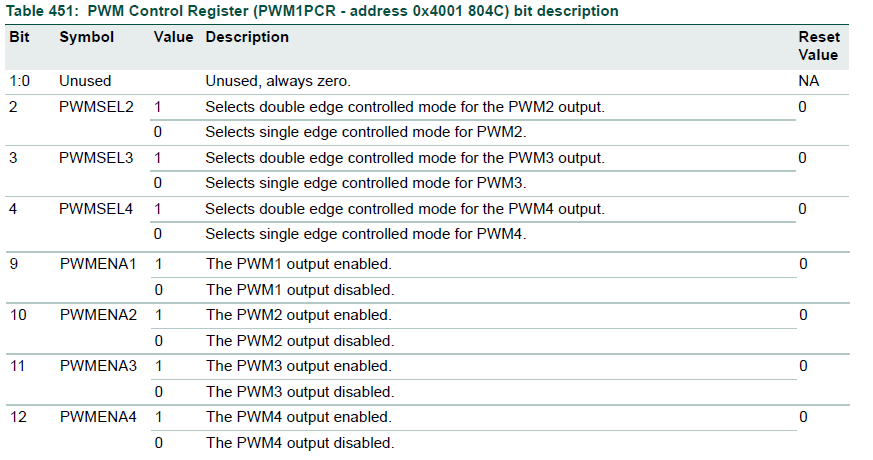 Table 451: PWM Control Register (PWM1PCR - address 0x4001 804C) bit description
Bit Symbol Value Description Reset
Value
1:0 Unused Unused, always zero. NA
2 PWMSEL2 1 Selects double edge controlled mode for the PWM2 output. 0
0 Selects single edge controlled mode for PWM2.
3 PWMSEL3 1 Selects double edge controlled mode for the PWM3 output. 0
0 Selects single edge controlled mode for PWM3.
4 PWMSEL4 1 Selects double edge controlled mode for the PWM4 output. 0
0 Selects single edge controlled mode for PWM4.
9 PWMENA1 1 The PWM1 output enabled. 0
0 The PWM1 output disabled.
10 PWMENA2 1 The PWM2 output enabled. 0
0 The PWM2 output disabled.
11 PWMENA3 1 The PWM3 output enabled. 0
0 The PWM3 output disabled.
12 PWMENA4 1 The PWM4 output enabled. 0
0 The PWM4 output disabled.